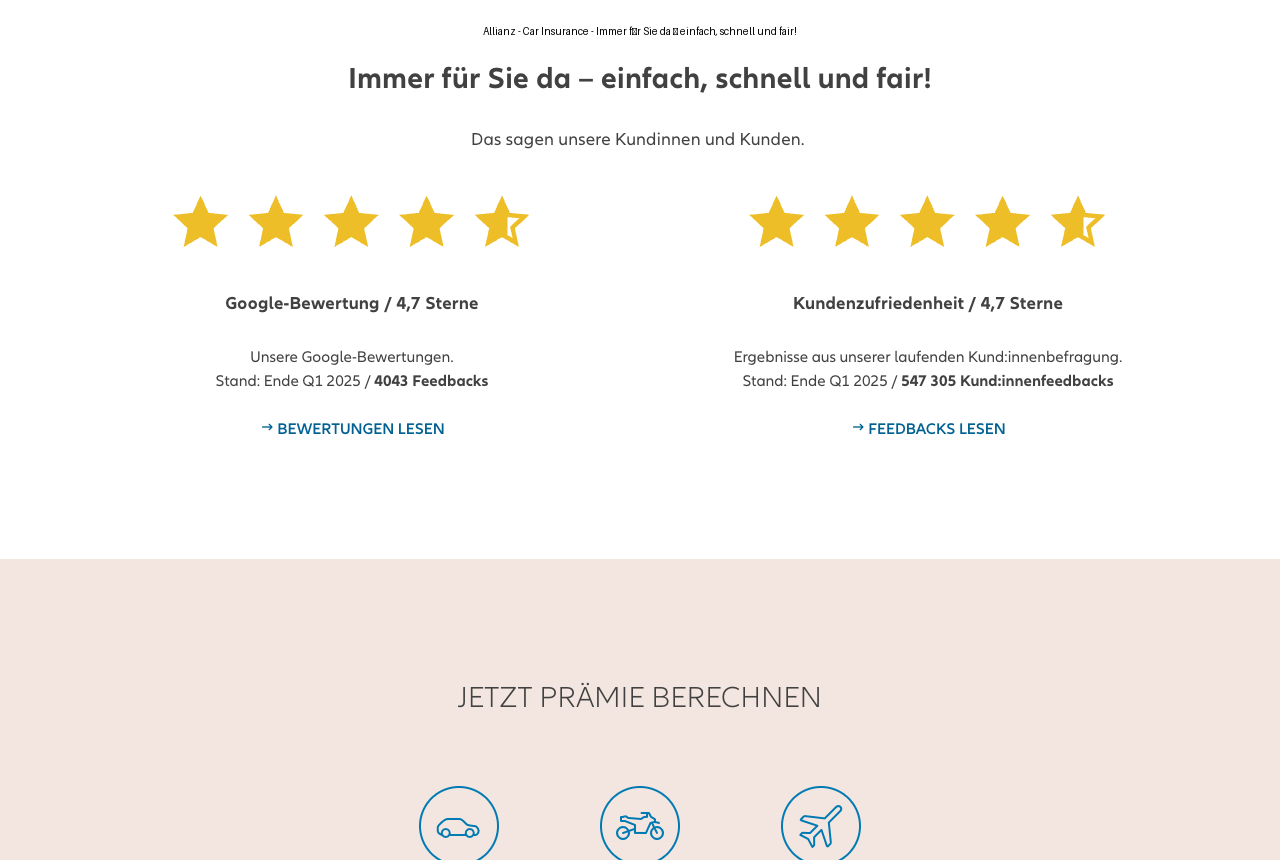 Allianz - Car Insurance - Immer f□r Sie da □ einfach, schnell und fair!
Immer für Sie da – einfach, schnell und fair!
Das sagen unsere Kundinnen und Kunden.
Google-Bewertung / 4,7 Sterne
Unsere Google-Bewertungen.
Stand: Ende Q1 2025 / 4043 Feedbacks
→ BEWERTUNGEN LESEN
Kundenzufriedenheit / 4,7 Sterne
Ergebnisse aus unserer laufenden Kund:innenbefragung.
Stand: Ende Q1 2025 / 547 305 Kund:innenfeedbacks
→ FEEDBACKS LESEN
JETZT PRÄMIE BERECHNEN